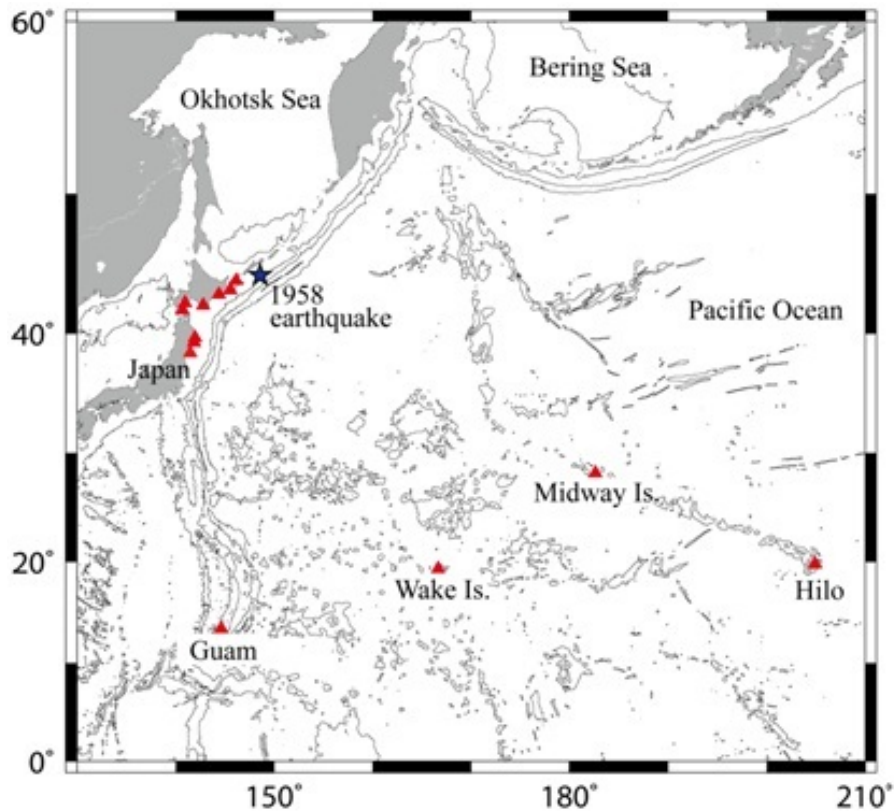 60°
Bering Sea
Okhotsk Sea
1958
earthquake
Pacific Ocean
40°
Japan
Midway Is.
20°
Wake Is.
Hilo
Guam
0°
150°
180°
210°